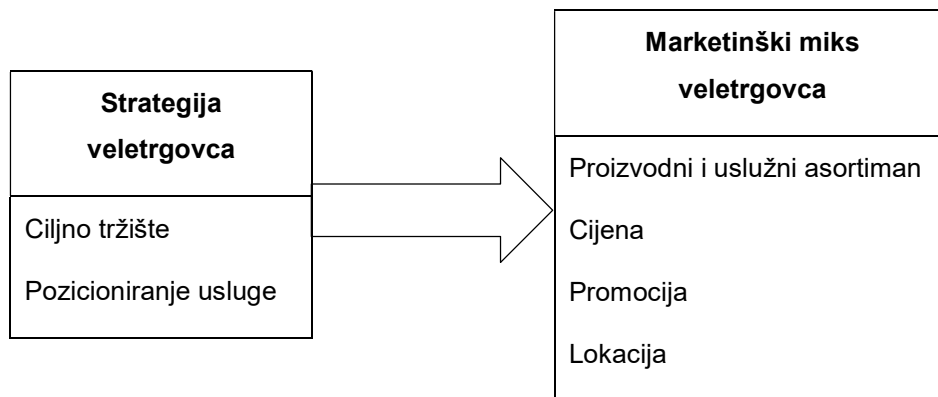 Strategija
veletrgovca
Ciljno tržište
Pozicioniranje usluge
Marketinški miks
veletrgovca
Proizvodni i uslužni asortiman
Cijena
Promocija
Lokacija